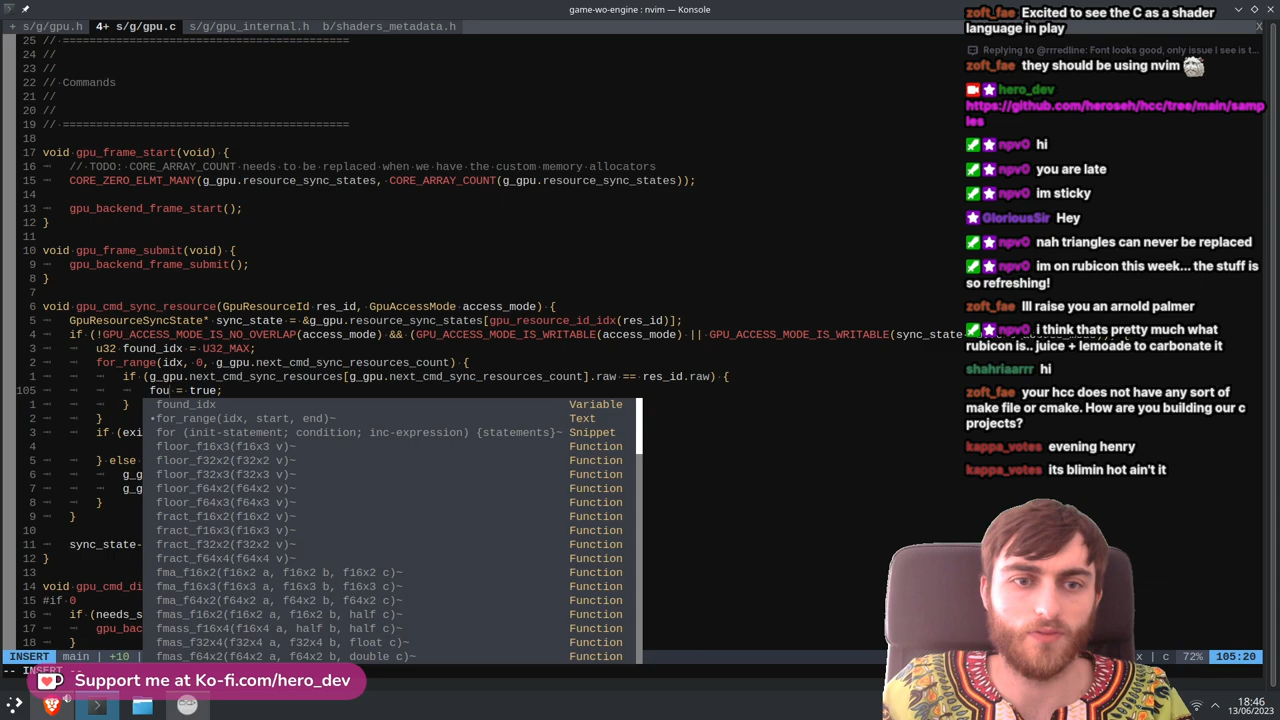 game-wo-engine : nvim — Konsole
+ s/g/gpu.h   4+ s/g/gpu.c   s/g/gpu_internal.h   b/shaders_metadata.h   X
25 // ===========================================
24 //
23 //
22 // Commands
21 //
20 //
19 // ===========================================
18
17 void gpu_frame_start(void) {
16 // TODO: CORE_ARRAY_COUNT needs to be replaced when we have the custom memory allocators
15 CORE_ZERO_ELMT_MANY(g_gpu.resource_sync_states, CORE_ARRAY_COUNT(g_gpu.resource_sync_states));
14
13 gpu_backend_frame_start();
12 }
11
10 void gpu_frame_submit(void) {
9 gpu_backend_frame_submit();
8 }
7
6 void gpu_cmd_sync_resource(GpuResourceId res_id, GpuAccessMode access_mode) {
5 GpuResourceSyncState* sync_state = &g_gpu.resource_sync_states[gpu_resource_id_idx(res_id)];
4 if (!GPU_ACCESS_MODE_IS_NO_OVERLAP(access_mode) && (GPU_ACCESS_MODE_IS_WRITABLE(access_mode) || GPU_ACCESS_MODE_IS_WRITABLE(sync_state
3 u32 found_idx = U32_MAX;
2 for_range(idx, 0, g_gpu.next_cmd_sync_resources_count) {
1 if (g_gpu.next_cmd_sync_resources[g_gpu.next_cmd_sync_resources_count].raw == res_id.raw) {
105 fou = true;
1 } found_idx Variable
2 } •for_range(idx, start, end)~ Text
3 if (exi for (init-statement; condition; inc-expression) {statements}~ Snippet
4 floor_f16x3(f16x3 v)~ Function
floor_f32x2(f32x2 v)~ Function
5 } else floor_f32x3(f32x3 v)~ Function
6 g_g floor_f64x2(f64x2 v)~ Function
7 g_g floor_f64x3(f64x3 v)~ Function
8 } fract_f16x2(f16x2 v)~ Function
9 } fract_f16x3(f16x3 v)~ Function
10 fract_f32x2(f32x2 v)~ Function
11 sync_state- fract_f64x4(f64x4 v)~ Function
12 } fma_f16x2(f16x2 a, f16x2 b, f16x2 c)~ Function
13 fma_f16x3(f16x3 a, f16x3 b, f16x3 c)~ Function
14 void gpu_cmd_di fma_f64x2(f64x2 a, f64x2 b, f64x2 c)~ Function
15 #if 0 fmas_f16x2(f16x2 a, f16x2 b, half c)~ Function
16 if (needs_s fmass_f16x4(f16x4 a, half b, half c)~ Function
17 gpu_bac fmas_f32x4(f32x4 a, f32x4 b, float c)~ Function
18 } fmas_f64x2(f64x2 a, f64x2 b, double c)~ Function
INSERT main | +10 x | c 72% 105:20
-- INSERT --
Support me at Ko-fi.com/hero_dev
zoft_fae Excited to see the C as a shader
language in play
Replying to @rrredline: Font looks good, only issue I see is t...
zoft_fae they should be using nvim
hero_dev
https://github.com/heroseh/hcc/tree/main/samp
les
npv0 hi
npv0 you are late
npv0 im sticky
GloriousSir Hey
npv0 nah triangles can never be replaced
npv0 im on rubicon this week... the stuff is
so refreshing!
zoft_fae Ill raise you an arnold palmer
npv0 i think thats pretty much what
rubicon is.. juice + lemoade to carbonate it
shahriaarrr hi
zoft_fae your hcc does not have any sort of
make file or cmake. How are you building our c
projects?
kappa_votes evening henry
kappa_votes its blimin hot ain't it
18:46
13/06/2023